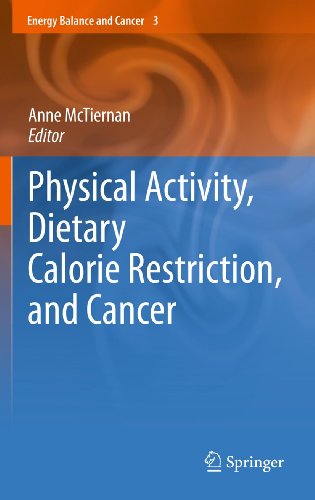 Energy Balance and Cancer 3
Anne McTiernan
Editor
Physical Activity,
Dietary
Calorie Restriction,
and Cancer
Springer